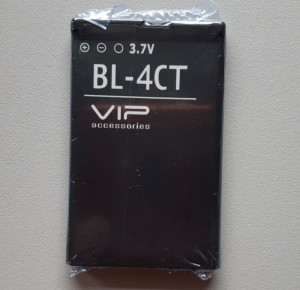 ⊕ ⊖ ○ 3.7V
BL-4CT
VIP
accessories